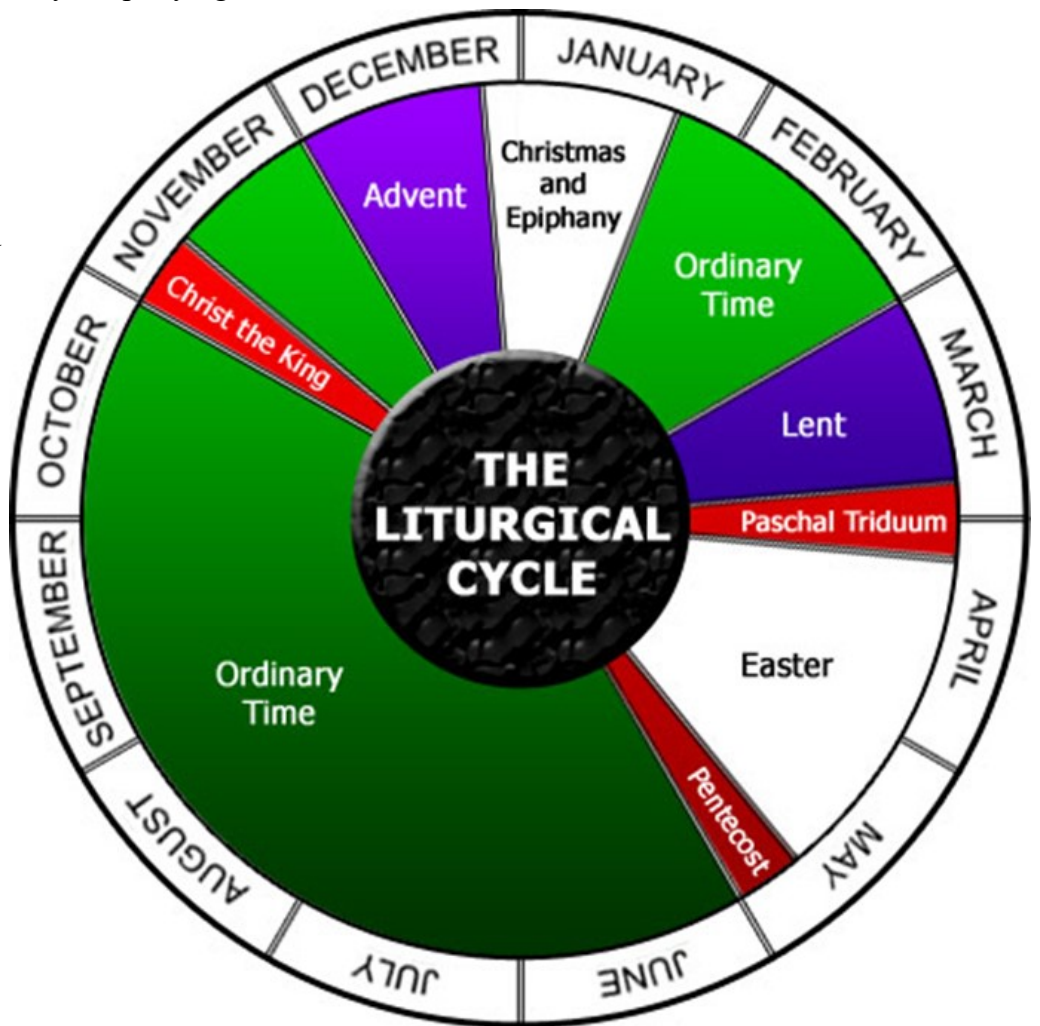 THE
LITURGICAL
CYCLE
JANUARY
FEBRUARY
MARCH
APRIL
MAY
JUNE
JULY
AUGUST
SEPTEMBER
OCTOBER
NOVEMBER
DECEMBER
Christmas
and
Epiphany
Ordinary
Time
Lent
Paschal Triduum
Easter
Pentecost
Ordinary
Time
Christ the King
Advent